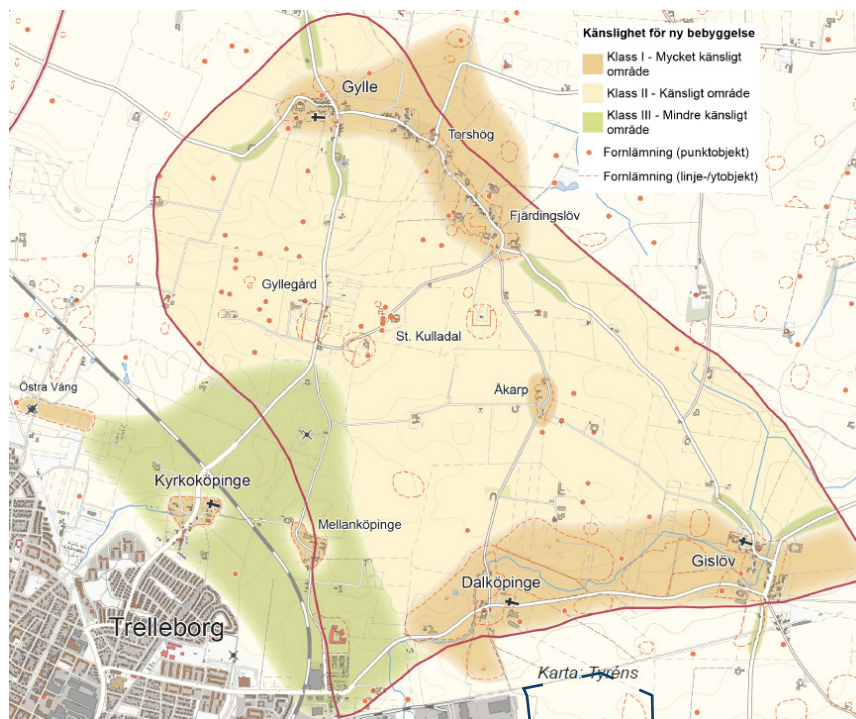 Känslighet för ny bebyggelse
Klass I - Mycket känsligt
område
Klass II - Känsligt område
Klass III - Mindre känsligt
område
Fornlämning (punktobjekt)
Fornlämning (linje-/ytobjekt)
Gylle
Torshög
Fjärdingslöv
Gyllegård
St. Kulladal
Åkarp
Östra Vång
Kyrkoköpinge
Mellanköpinge
Gislöv
Dalköpinge
Trelleborg
Karta: Tyréns